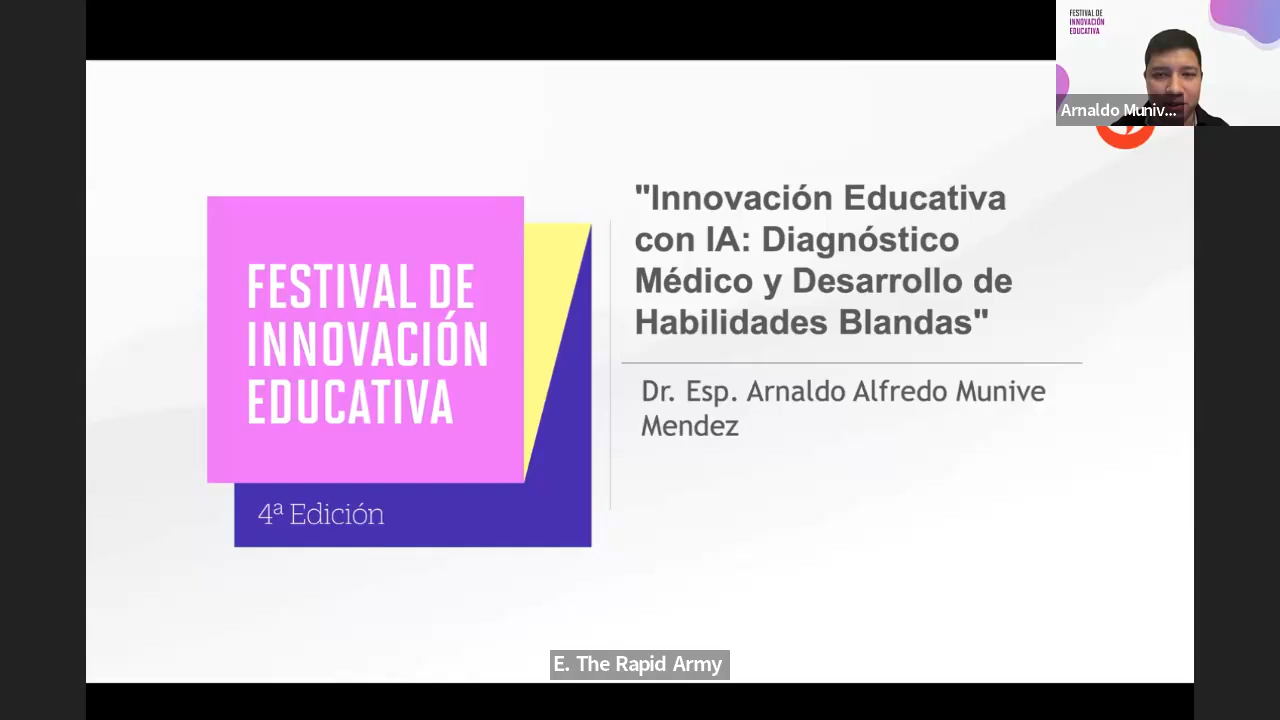 FESTIVAL DE
INNOVACIÓN
EDUCATIVA
Arnaldo Muniv...
"Innovación Educativa
con IA: Diagnóstico
Médico y Desarrollo de
Habilidades Blandas"
Dr. Esp. Arnaldo Alfredo Munive
Mendez
FESTIVAL DE
INNOVACIÓN
EDUCATIVA
4ª Edición
E. The Rapid Army